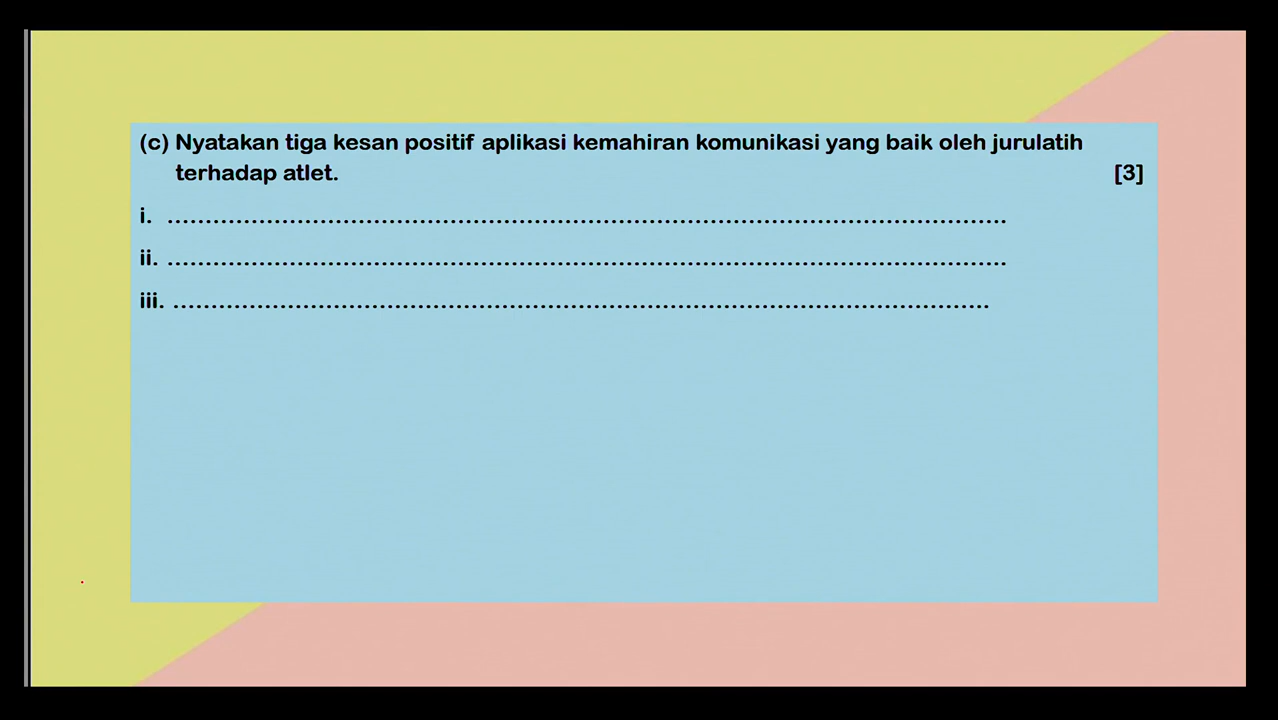 (c) Nyatakan tiga kesan positif aplikasi kemahiran komunikasi yang baik oleh jurulatih
terhadap atlet. [3]
i. ........................................................................................................
ii. ........................................................................................................
iii. .....................................................................................................